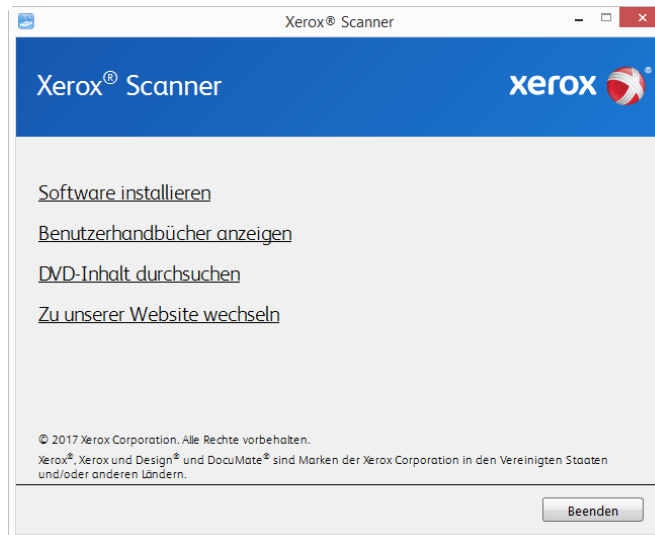 Xerox® Scanner
Xerox® Scanner
xerox ®
Software installieren
Benutzerhandbücher anzeigen
DVD-Inhalt durchsuchen
Zu unserer Website wechseln
© 2017 Xerox Corporation. Alle Rechte vorbehalten.
Xerox®, Xerox und Design® und DocuMate® sind Marken der Xerox Corporation in den Vereinigten Staaten
und/oder anderen Ländern.
Beenden